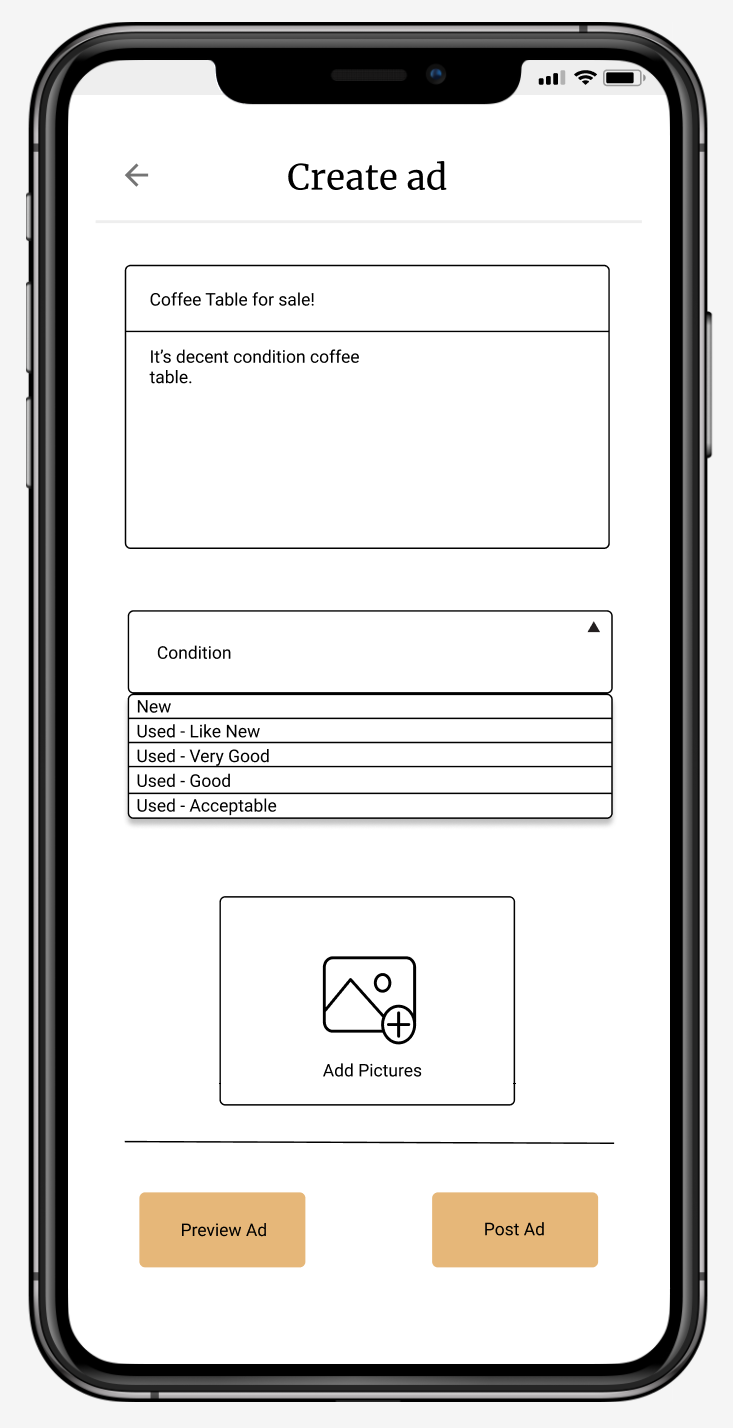 Create ad
Coffee Table for sale!
It’s decent condition coffee
table.
Condition
New
Used - Like New
Used - Very Good
Used - Good
Used - Acceptable
Add Pictures
Preview Ad
Post Ad